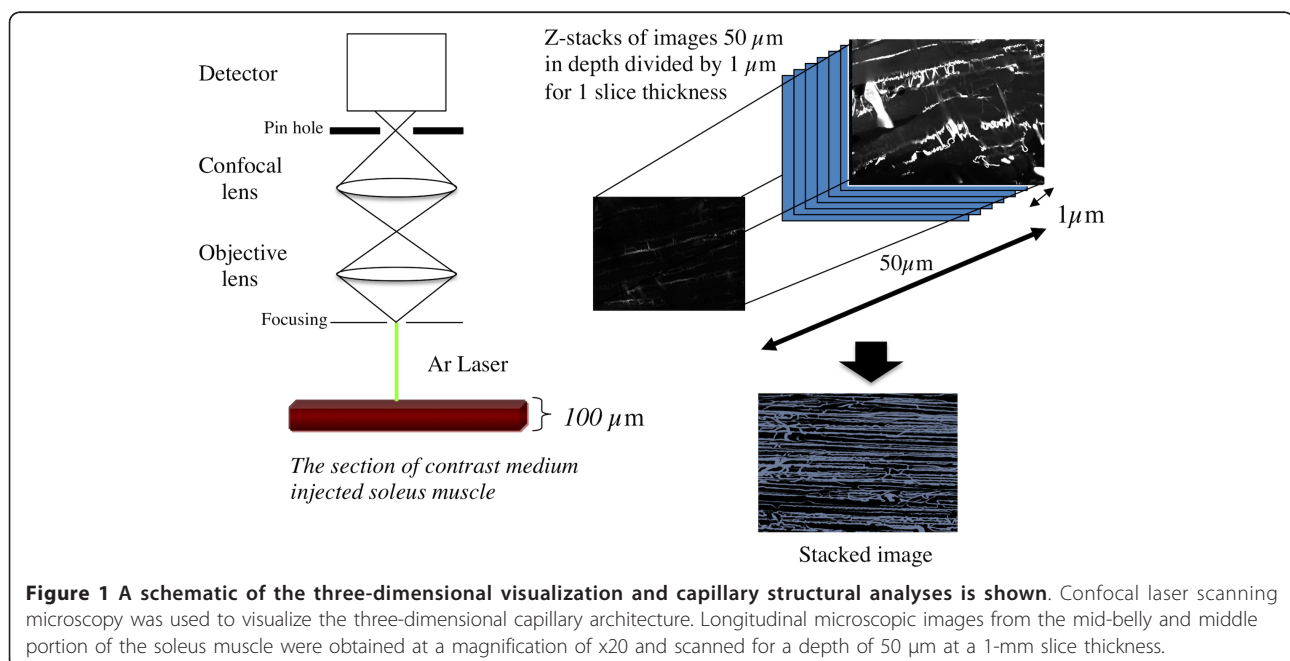 Detector
Pin hole
Confocal
lens
Objective
lens
Focusing
Ar Laser
100 µm
The section of contrast medium
injected soleus muscle
Z-stacks of images 50 µm
in depth divided by 1 µm
for 1 slice thickness
1µm
50µm
Stacked image
Figure 1 A schematic of the three-dimensional visualization and capillary structural analyses is shown. Confocal laser scanning
microscopy was used to visualize the three-dimensional capillary architecture. Longitudinal microscopic images from the mid-belly and middle
portion of the soleus muscle were obtained at a magnification of x20 and scanned for a depth of 50 µm at a 1-mm slice thickness.